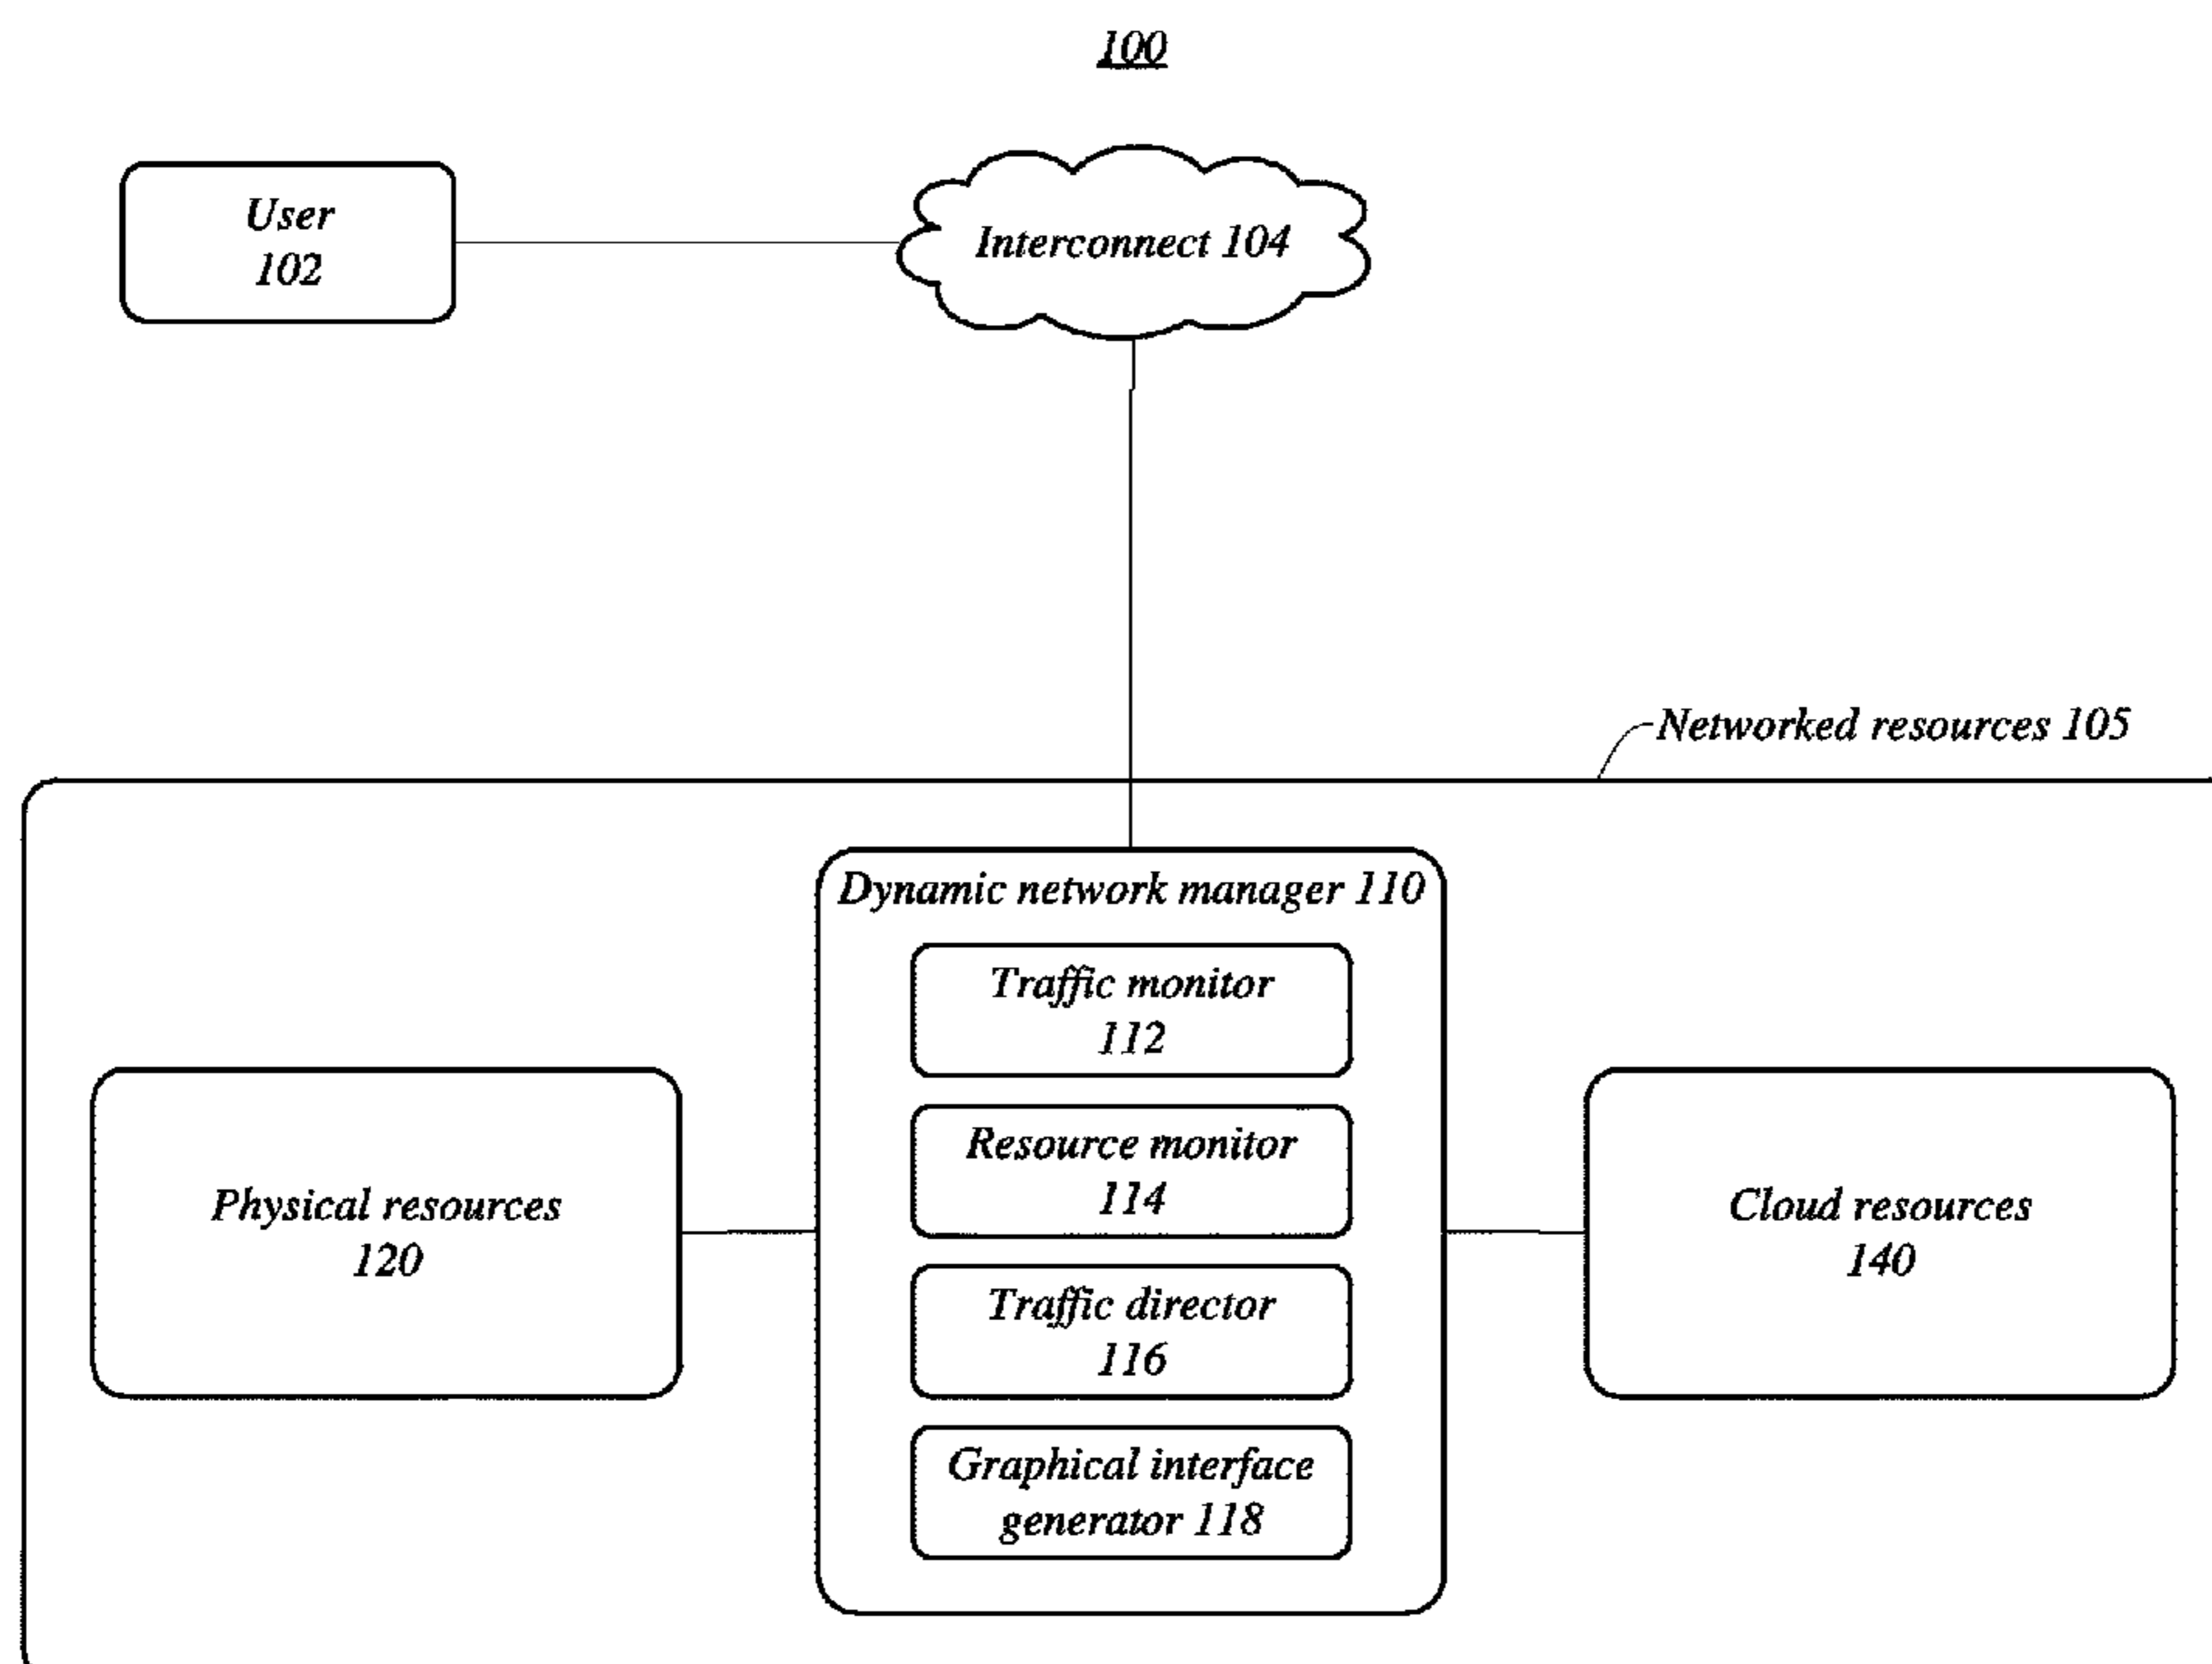 100
User
102
Interconnect 104
Networked resources 105
Dynamic network manager 110
Traffic monitor
112
Resource monitor
114
Physical resources
120
Cloud resources
140
Traffic director
116
Graphical interface
generator 118